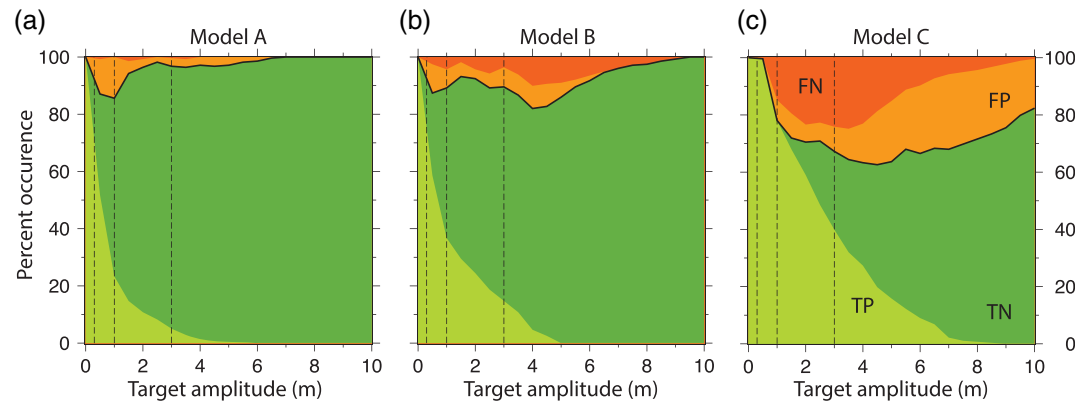 (a) (b) (c)
Model A Model B Model C
Percent occurence
100
80
60
40
20
0
0 2 4 6 8 10
Target amplitude (m)
0 2 4 6 8 10
Target amplitude (m)
FN
FP
TP
TN
100
80
60
40
20
0
0 2 4 6 8 10
Target amplitude (m)